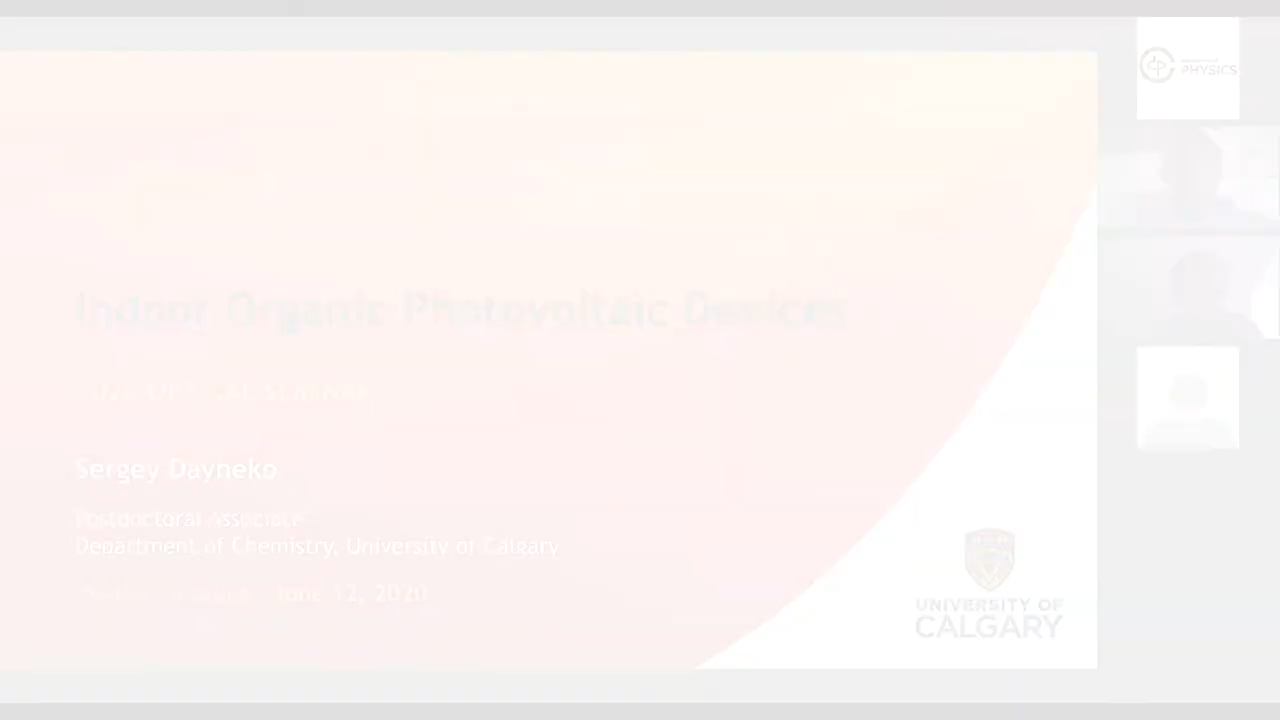 PHYSICS
Indoor Organic Photovoltaic Devices
Sergey Dayneko
Postdoctoral Associate
Department of Chemistry, University of Calgary
June 12, 2020
UNIVERSITY OF
CALGARY